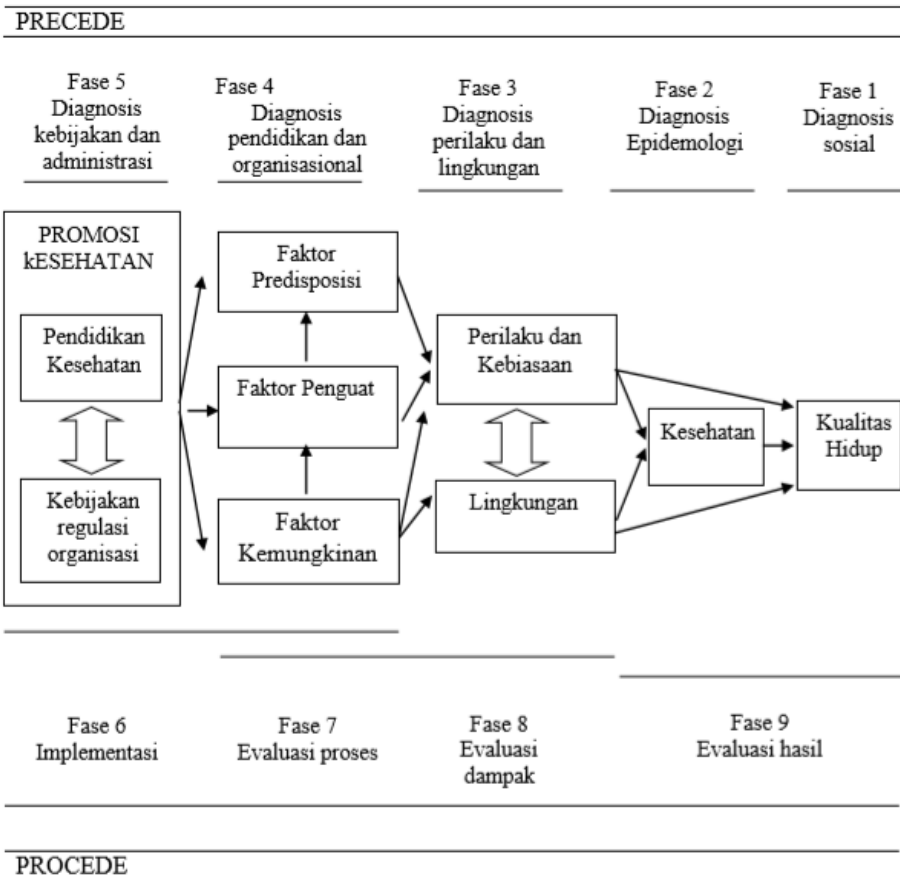 PRECEDE
Fase 5
Diagnosis
kebijakan dan
administrasi
Fase 4
Diagnosis
pendidikan dan
organisasional
Fase 3
Diagnosis
perilaku dan
lingkungan
Fase 2
Diagnosis
Epidemologi
Fase 1
Diagnosis
sosial
PROMOSI
kESEHATAN
Pendidikan
Kesehatan
Kebijakan
regulasi
organisasi
Faktor
Predisposisi
Faktor Penguat
Faktor
Kemungkinan
Perilaku dan
Kebiasaan
Lingkungan
Kesehatan
Kualitas
Hidup
Fase 6
Implementasi
Fase 7
Evaluasi proses
Fase 8
Evaluasi
dampak
Fase 9
Evaluasi hasil
PROCEDE